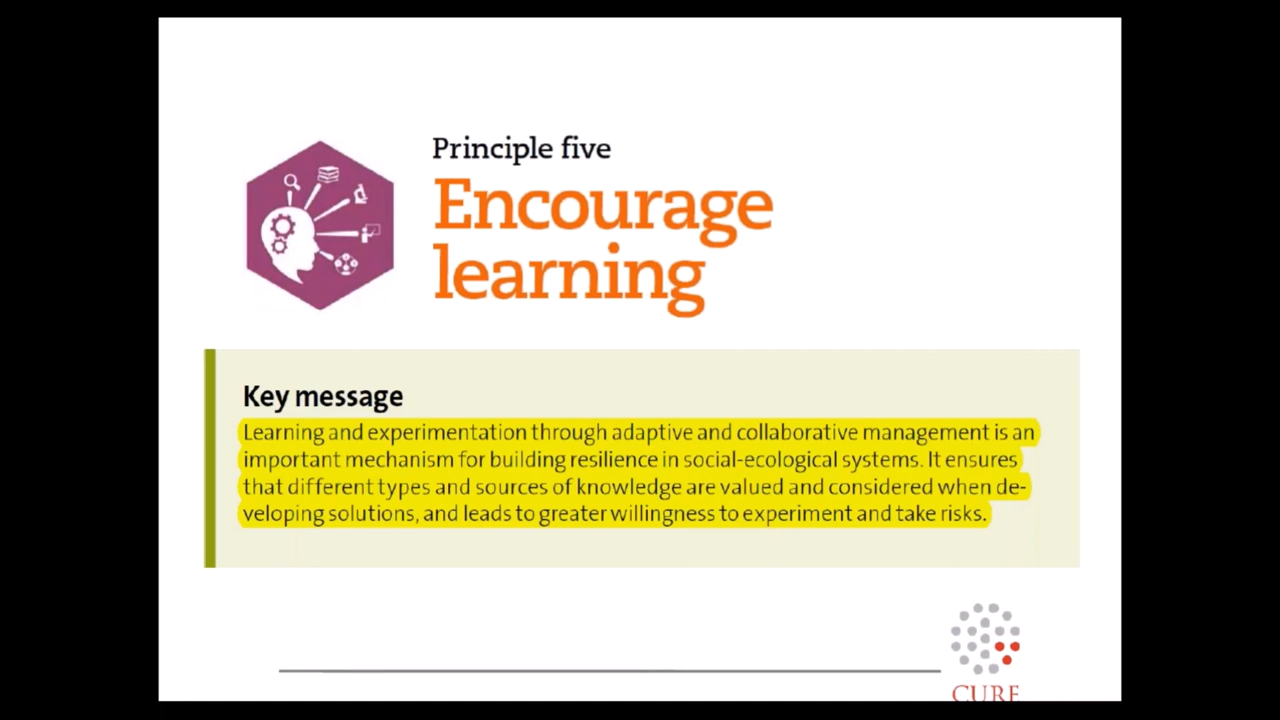 Principle five
Encourage
learning
Key message
Learning and experimentation through adaptive and collaborative management is an
important mechanism for building resilience in social-ecological systems. It ensures
that different types and sources of knowledge are valued and considered when de-
veloping solutions, and leads to greater willingness to experiment and take risks.